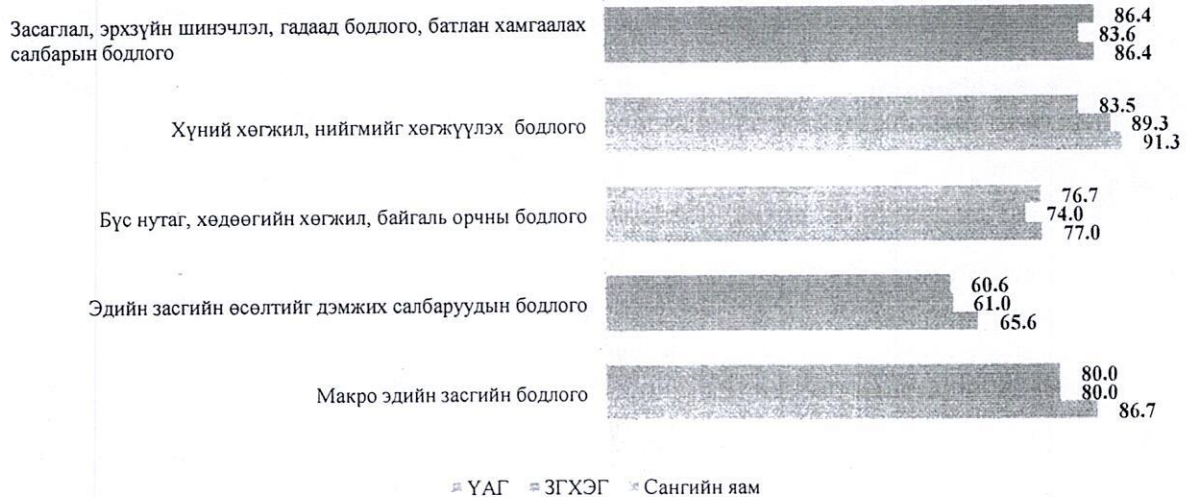 Засаглал, эрхзүйн шинэчлэл, гадаад бодлого, батлан хамгаалах
салбарын бодлого
86.4
83.6
86.4
Хүний хөгжил, нийгмийг хөгжүүлэх бодлого
83.5
89.3
91.3
Бүс нутаг, хөдөөгийн хөгжил, байгаль орчны бодлого
76.7
74.0
77.0
Эдийн засгийн өсөлтийг дэмжих салбаруудын бодлого
60.6
61.0
65.6
Макро эдийн засгийн бодлого
80.0
80.0
86.7
ҮАГ ЗГХЭГ Сангийн яам